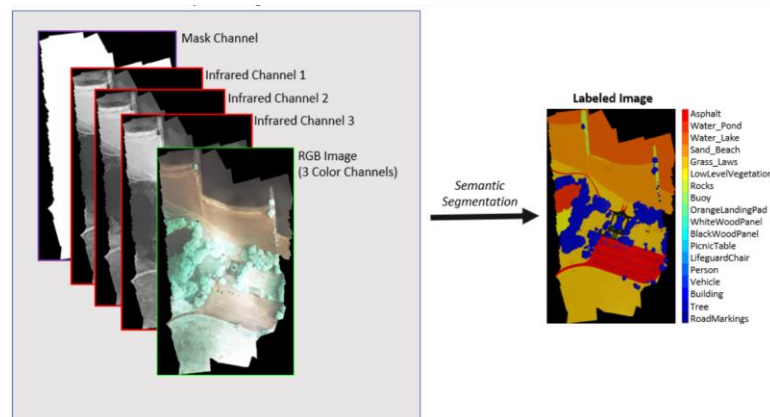 Mask Channel
Infrared Channel 1
Infrared Channel 2
Infrared Channel 3
RGB Image
(3 Color Channels)
Semantic
Segmentation
Labeled Image
Asphalt
Water_Pond
Water_Lake
Sand_Beach
Grass_Laws
LowLevelVegetation
Rocks
Buoy
OrangeLandingPad
WhiteWoodPanel
BlackWoodPanel
PicnicTable
LifeguardChair
Person
Vehicle
Building
Tree
RoadMarkings